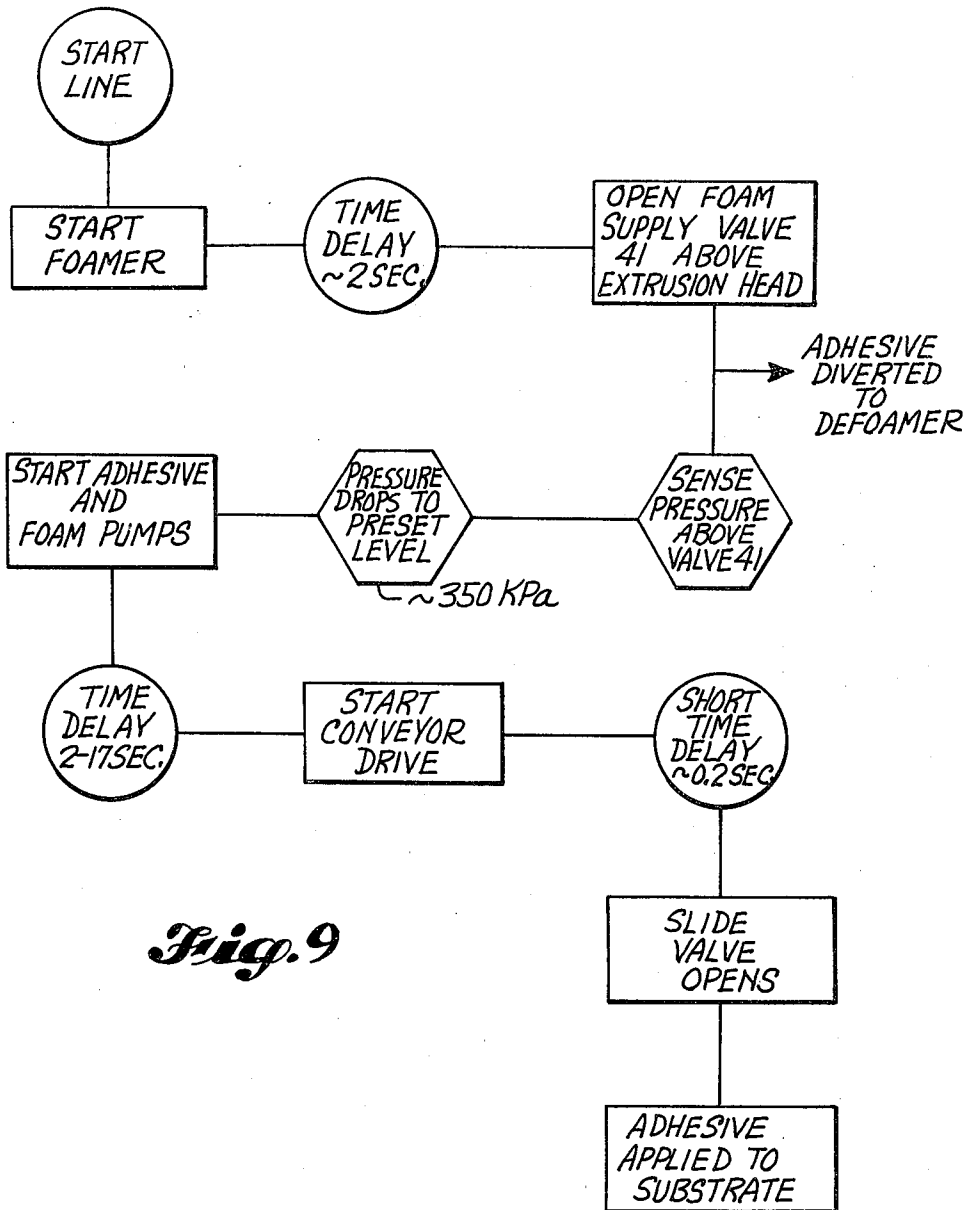 START
LINE
START
FOAMER
TIME
DELAY
~2SEC.
OPEN FOAM
SUPPLY VALVE
41 ABOVE
EXTRUSION HEAD
ADHESIVE
DIVERTED
TO
DEFOAMER
SENSE
PRESSURE
ABOVE
VALVE 41
PRESSURE
DROPS TO
PRESET
LEVEL
~350 KPa
START ADHESIVE
AND
FOAM PUMPS
TIME
DELAY
2-17SEC.
START
CONVEYOR
DRIVE
SHORT
TIME
DELAY
~0.2SEC.
SLIDE
VALVE
OPENS
ADHESIVE
APPLIED TO
SUBSTRATE
Fig. 9